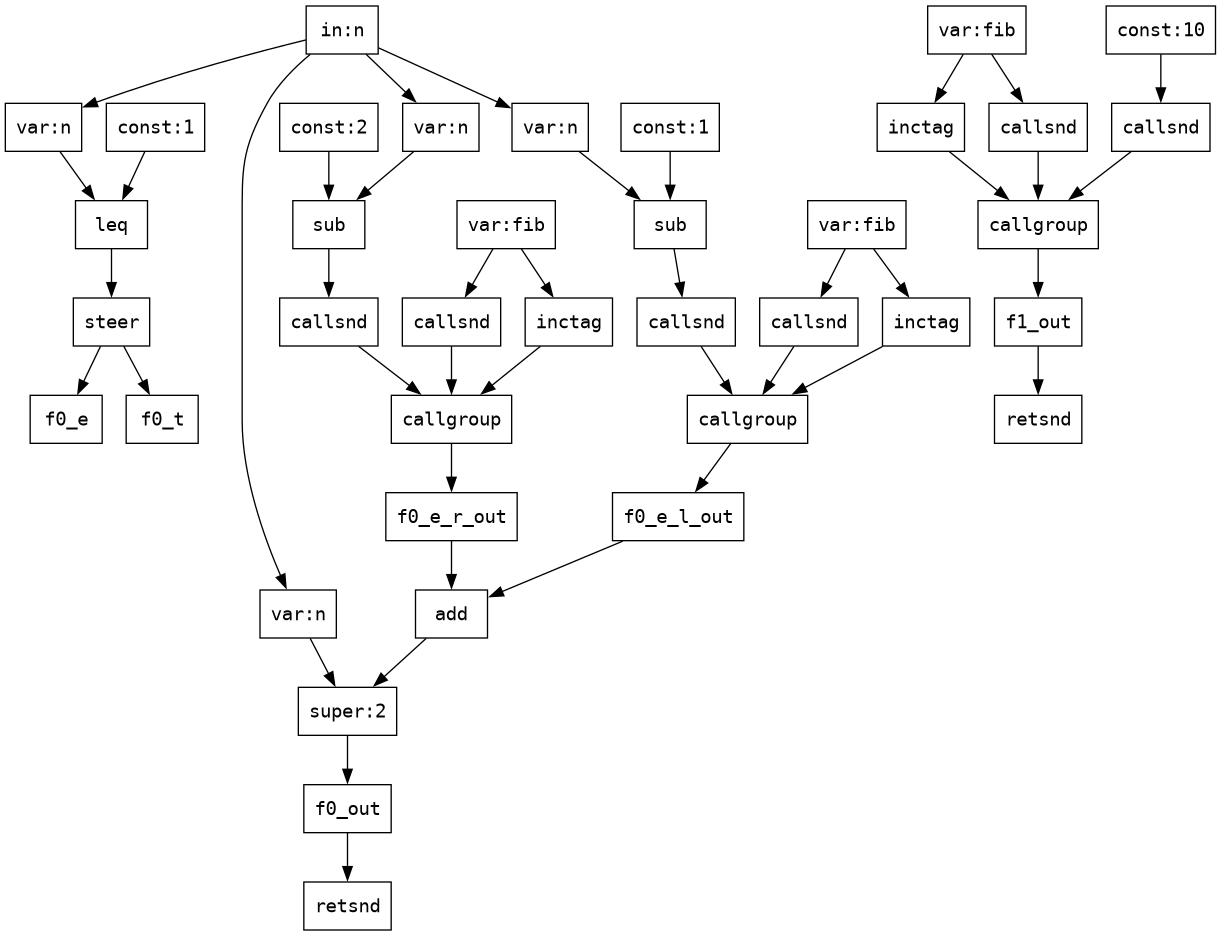 in:n
var:fib
const:10
var:n
const:1
const:2
var:n
var:n
const:1
inctag
callsnd
callsnd
leq
sub
var:fib
sub
var:fib
callgroup
steer
callsnd
callsnd
inctag
callsnd
callsnd
inctag
f1_out
f0_e
f0_t
callgroup
callgroup
retsnd
f0_e_r_out
f0_e_l_out
var:n
add
super:2
f0_out
retsnd